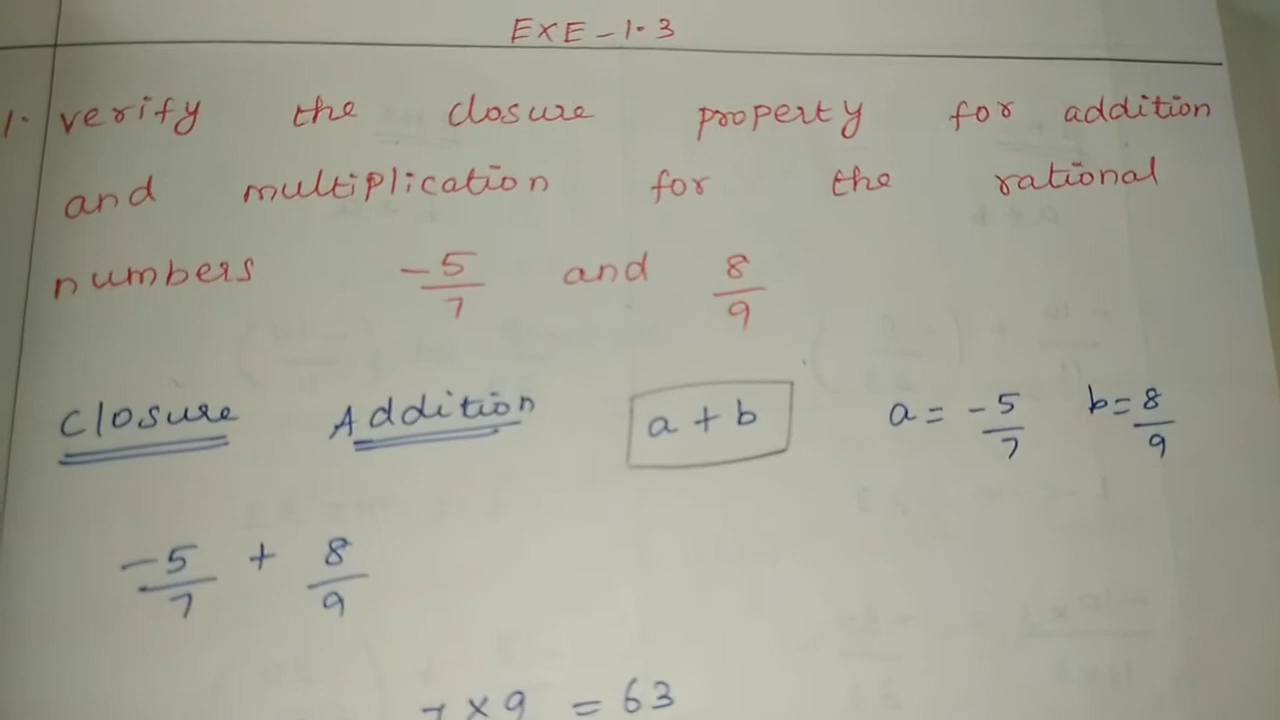 EXE - 1.3
1. verify the closure property for addition
and multiplication for the rational
numbers -5/7 and 8/9
Closure Addition a + b a = -5/7 b = 8/9
-5/7 + 8/9
7 × 9 = 63